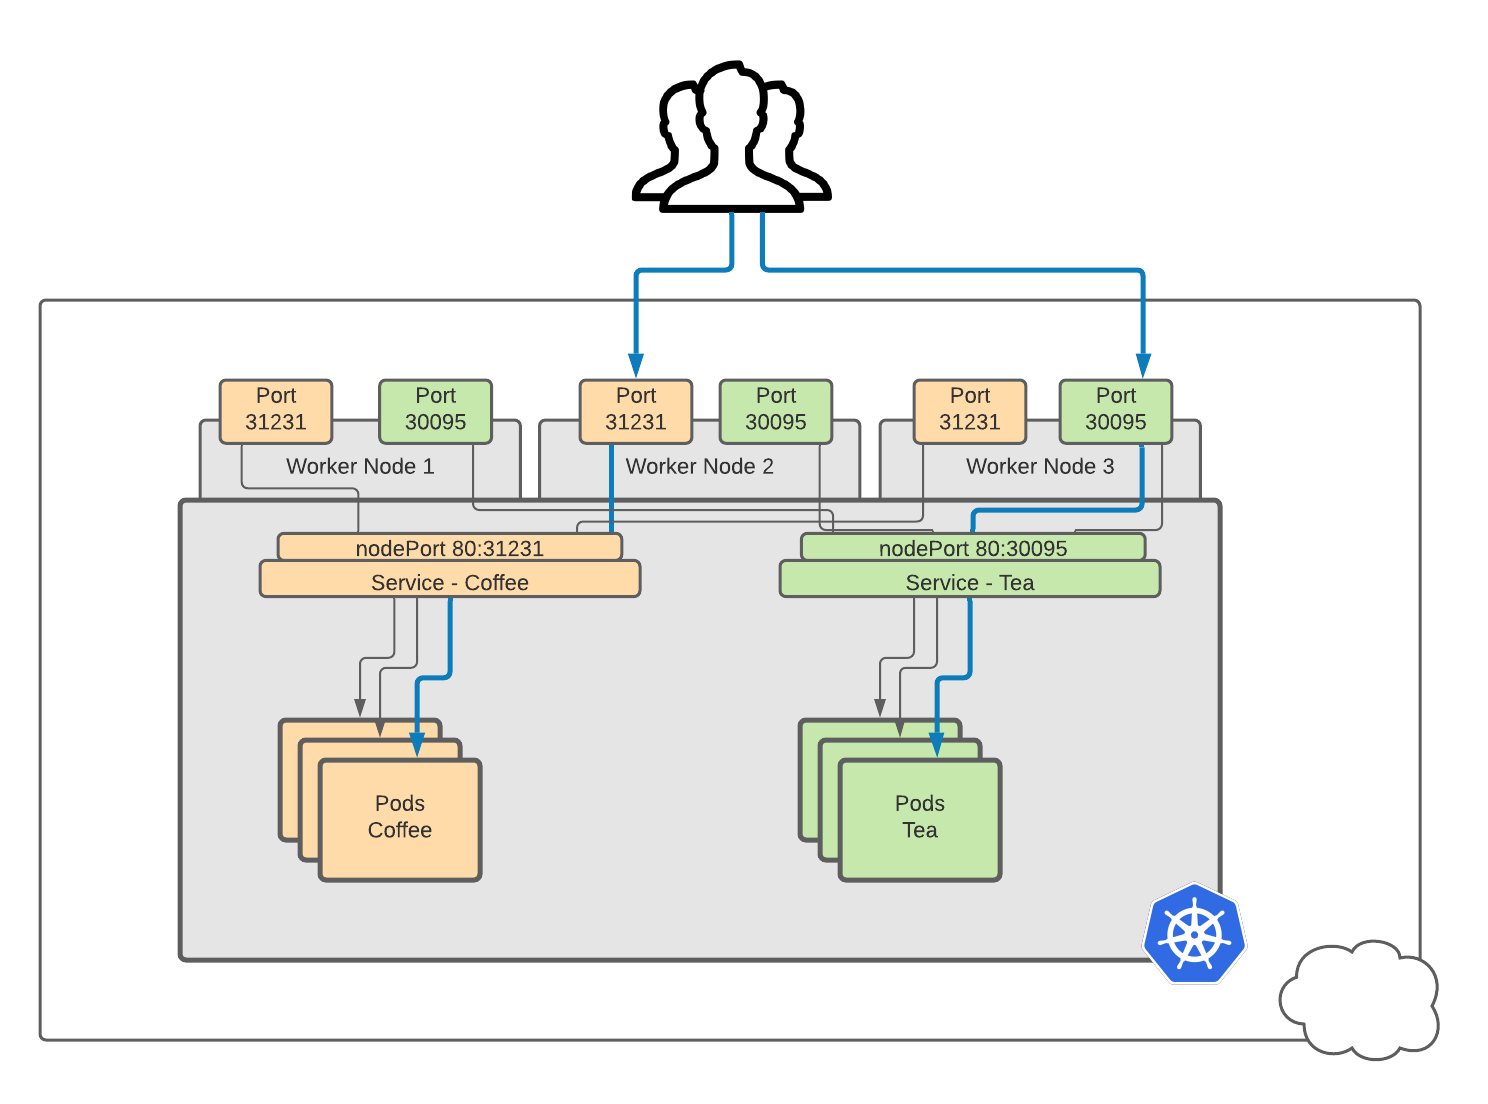 Port
31231
Port
30095
Port
31231
Port
30095
Port
31231
Port
30095
Worker Node 1
Worker Node 2
Worker Node 3
nodePort 80:31231
nodePort 80:30095
Service - Coffee
Service - Tea
Pods
Coffee
Pods
Tea